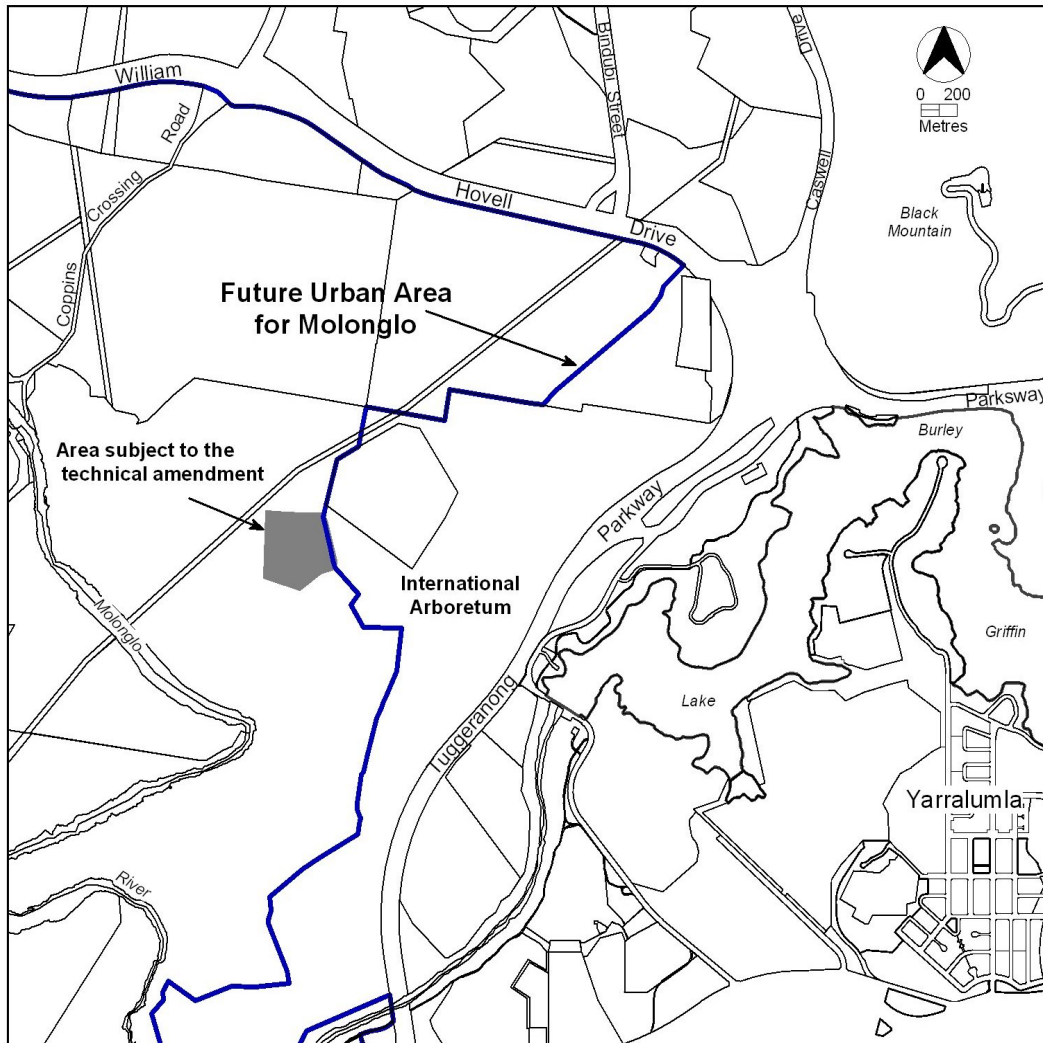 William
Hovell
Drive
Bindubi Street
Drive
Caswell
0 200
Metres
Black
Mountain
Crossing
Road
Coppins
Future Urban Area
for Molonglo
Parksway
Burley
Area subject to the
technical amendment
Parkway
International
Arboretum
Molonglo
Griffin
Lake
Tuggeranong
Yarralumla
River